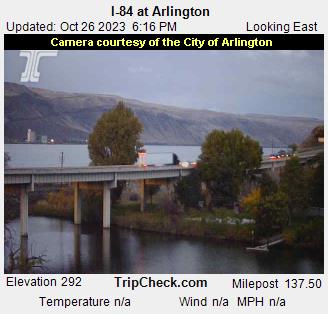 I-84 at Arlington
Updated: Oct 26 2023 6:16 PM Looking East
Camera courtesy of the City of Arlington
Elevation 292 TripCheck.com Milepost 137.50
Temperature n/a Wind n/a MPH n/a